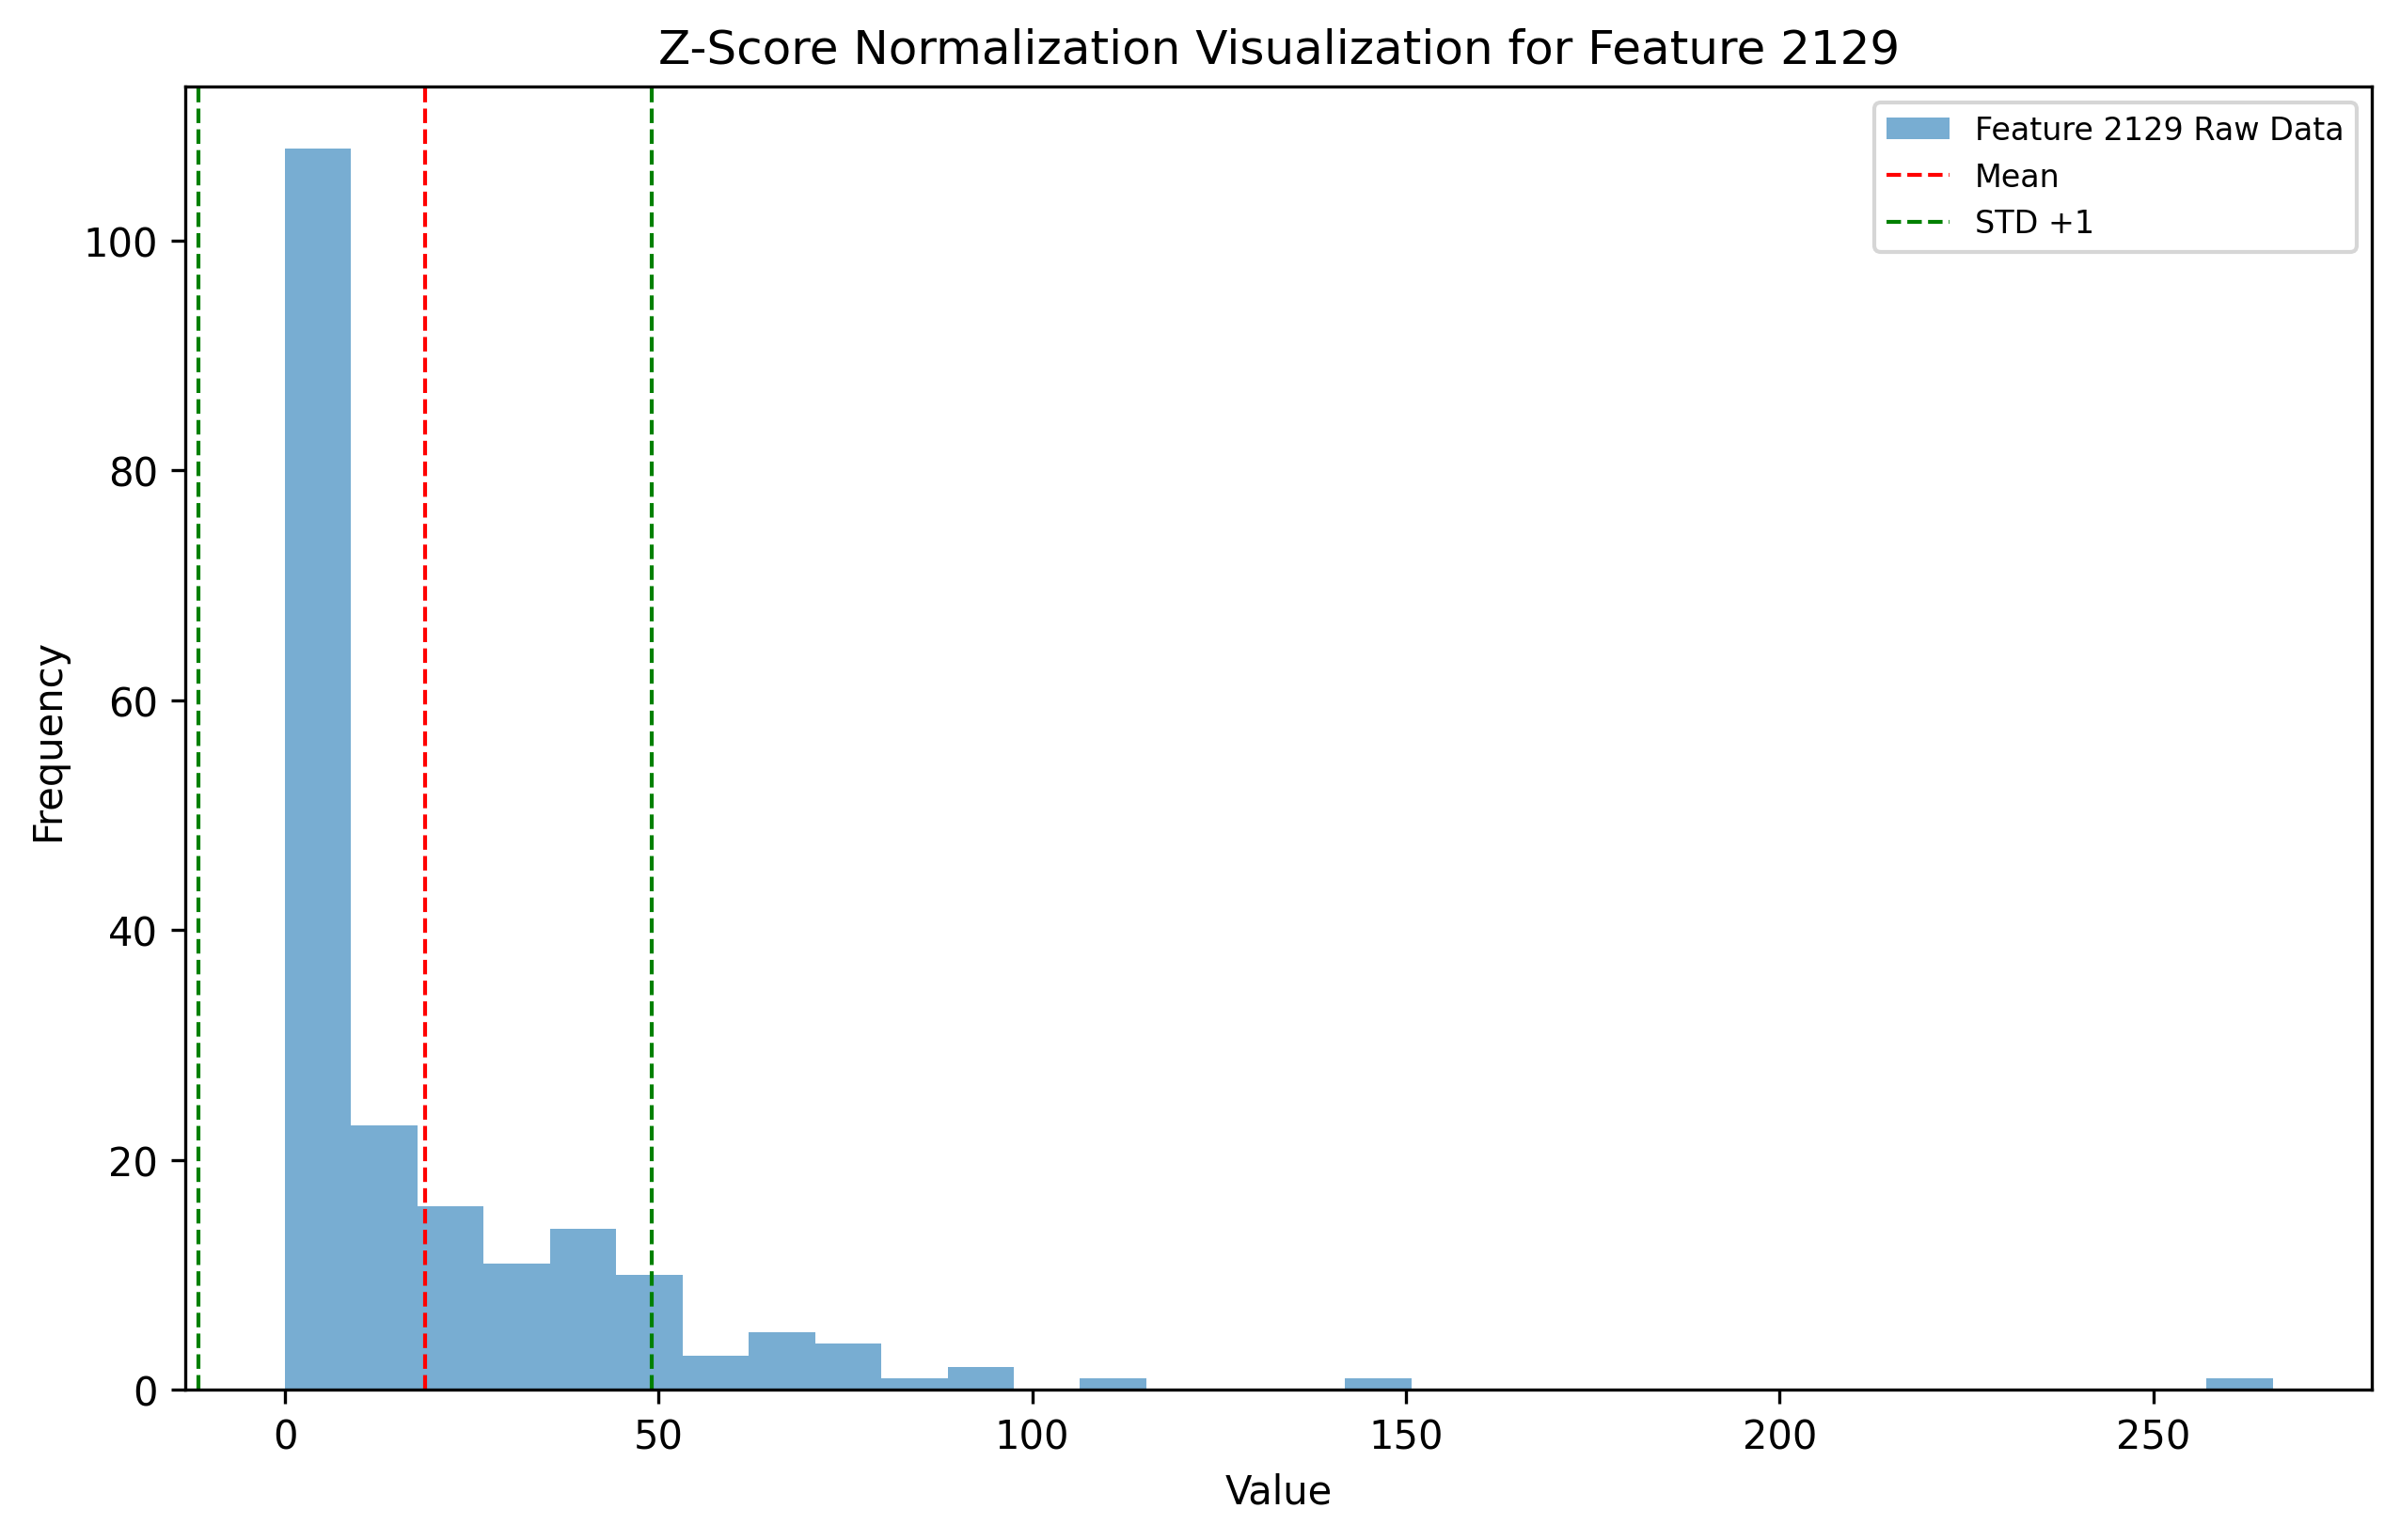 Z-Score Normalization Visualization for Feature 2129
Feature 2129 Raw Data
Mean
STD +1
100
80
60
40
20
0
Frequency
0 50 100 150 200 250
Value